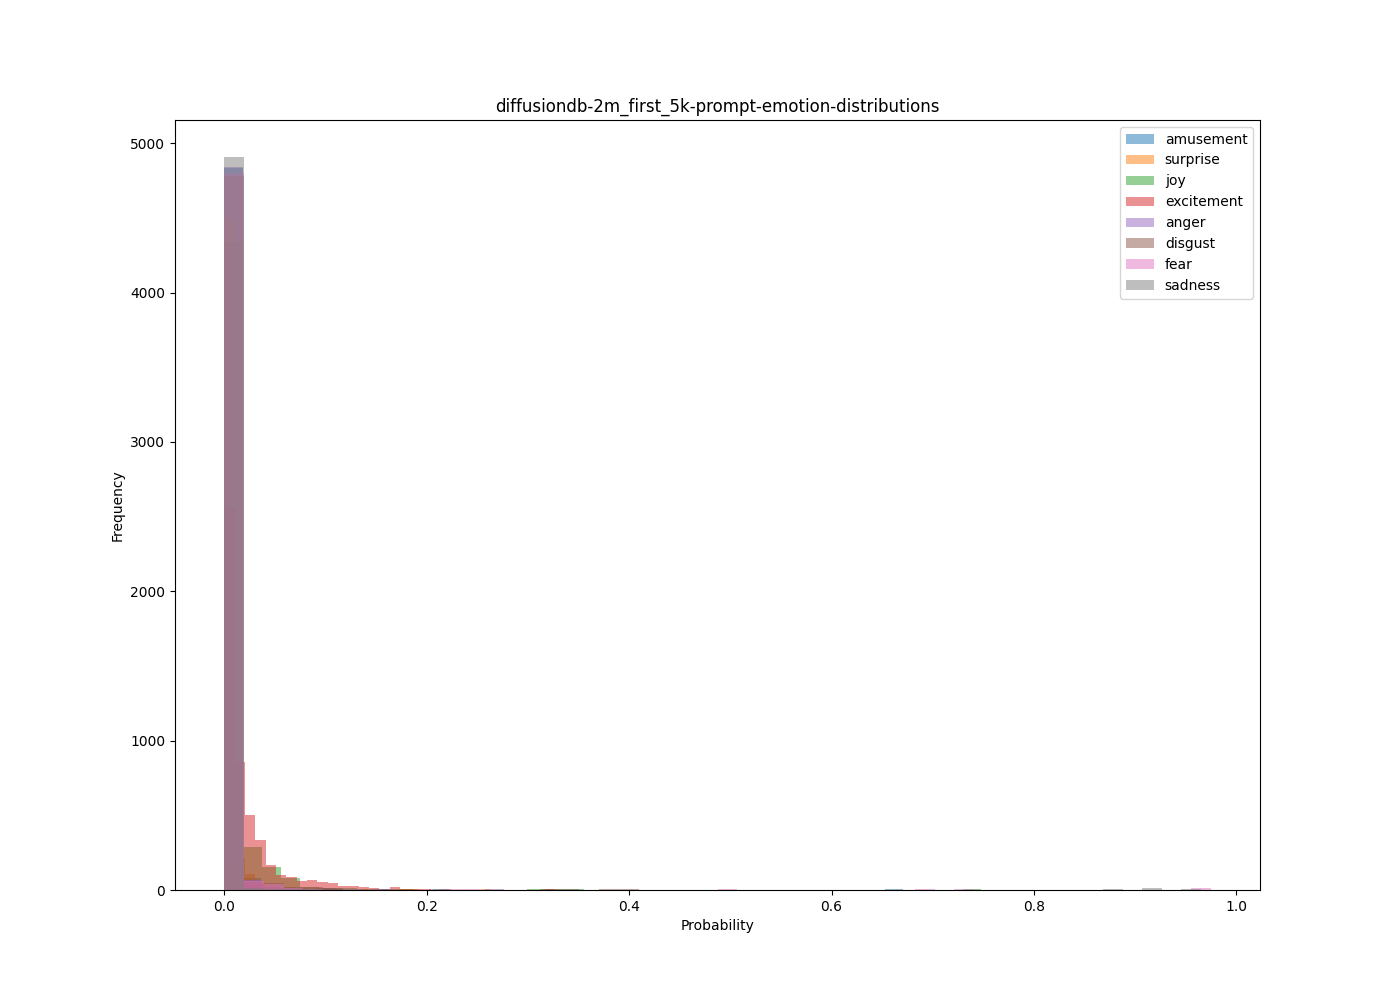 diffusiondb-2m_first_5k-prompt-emotion-distributions
amusement
surprise
joy
excitement
anger
disgust
fear
sadness
5000
4000
3000
2000
1000
0
Frequency
0.0 0.2 0.4 0.6 0.8 1.0
Probability